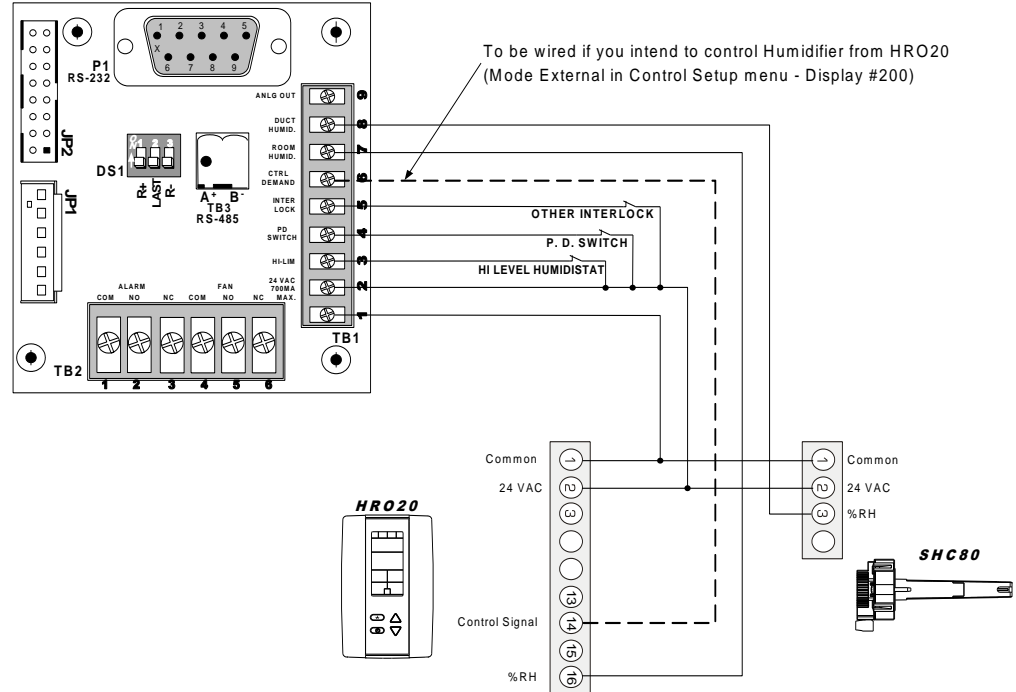 1 2 3 4 5
X
6 7 8 9
P1
RS-232
JP2
DS1
1 2 3
R+
LAST
R-
A+ B-
TB3
RS-485
JP1
To be wired if you intend to control Humidifier from HRO20
(Mode External in Control Setup menu - Display #200)
ANLG OUT 9
DUCT
HUMID. 8
ROOM
HUMID. 7
CTRL
DEMAND 6
INTER
LOCK 5
PD
SWITCH 4
HI-LIM 3
24 VAC
700MA
MAX. 2
1
TB1
OTHER INTERLOCK
P. D. SWITCH
HI LEVEL HUMIDISTAT
ALARM FAN
COM NO NC COM NO NC
TB2
1 2 3 4 5 6
Common 1
24 VAC 2
3
13
Control Signal 14
15
%RH 16
1 Common
2 24 VAC
3 %RH
HRO20
SHC80